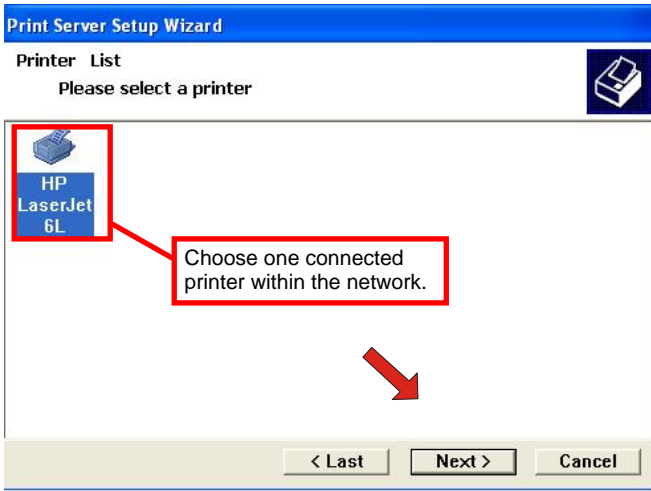 Print Server Setup Wizard
Printer List
Please select a printer
HP
LaserJet
6L
Choose one connected
printer within the network.
< Last
Next >
Cancel